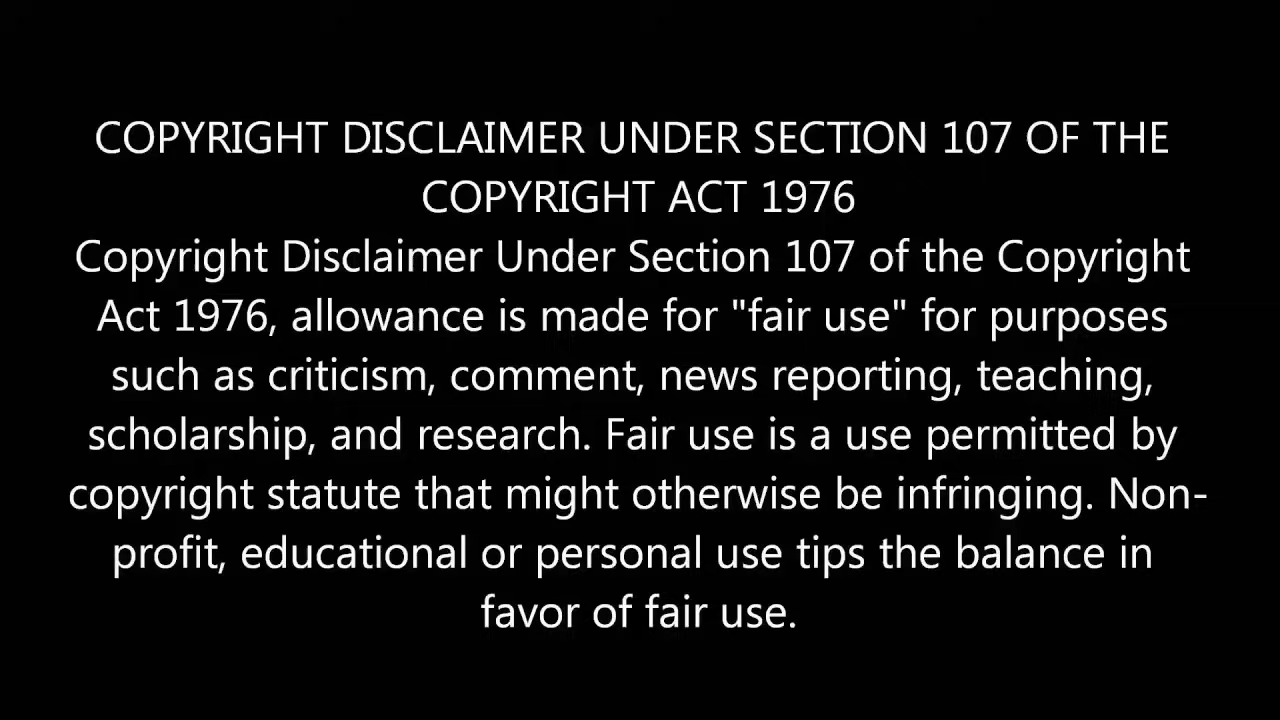 COPYRIGHT DISCLAIMER UNDER SECTION 107 OF THE
COPYRIGHT ACT 1976
Copyright Disclaimer Under Section 107 of the Copyright
Act 1976, allowance is made for "fair use" for purposes
such as criticism, comment, news reporting, teaching,
scholarship, and research. Fair use is a use permitted by
copyright statute that might otherwise be infringing. Non-
profit, educational or personal use tips the balance in
favor of fair use.